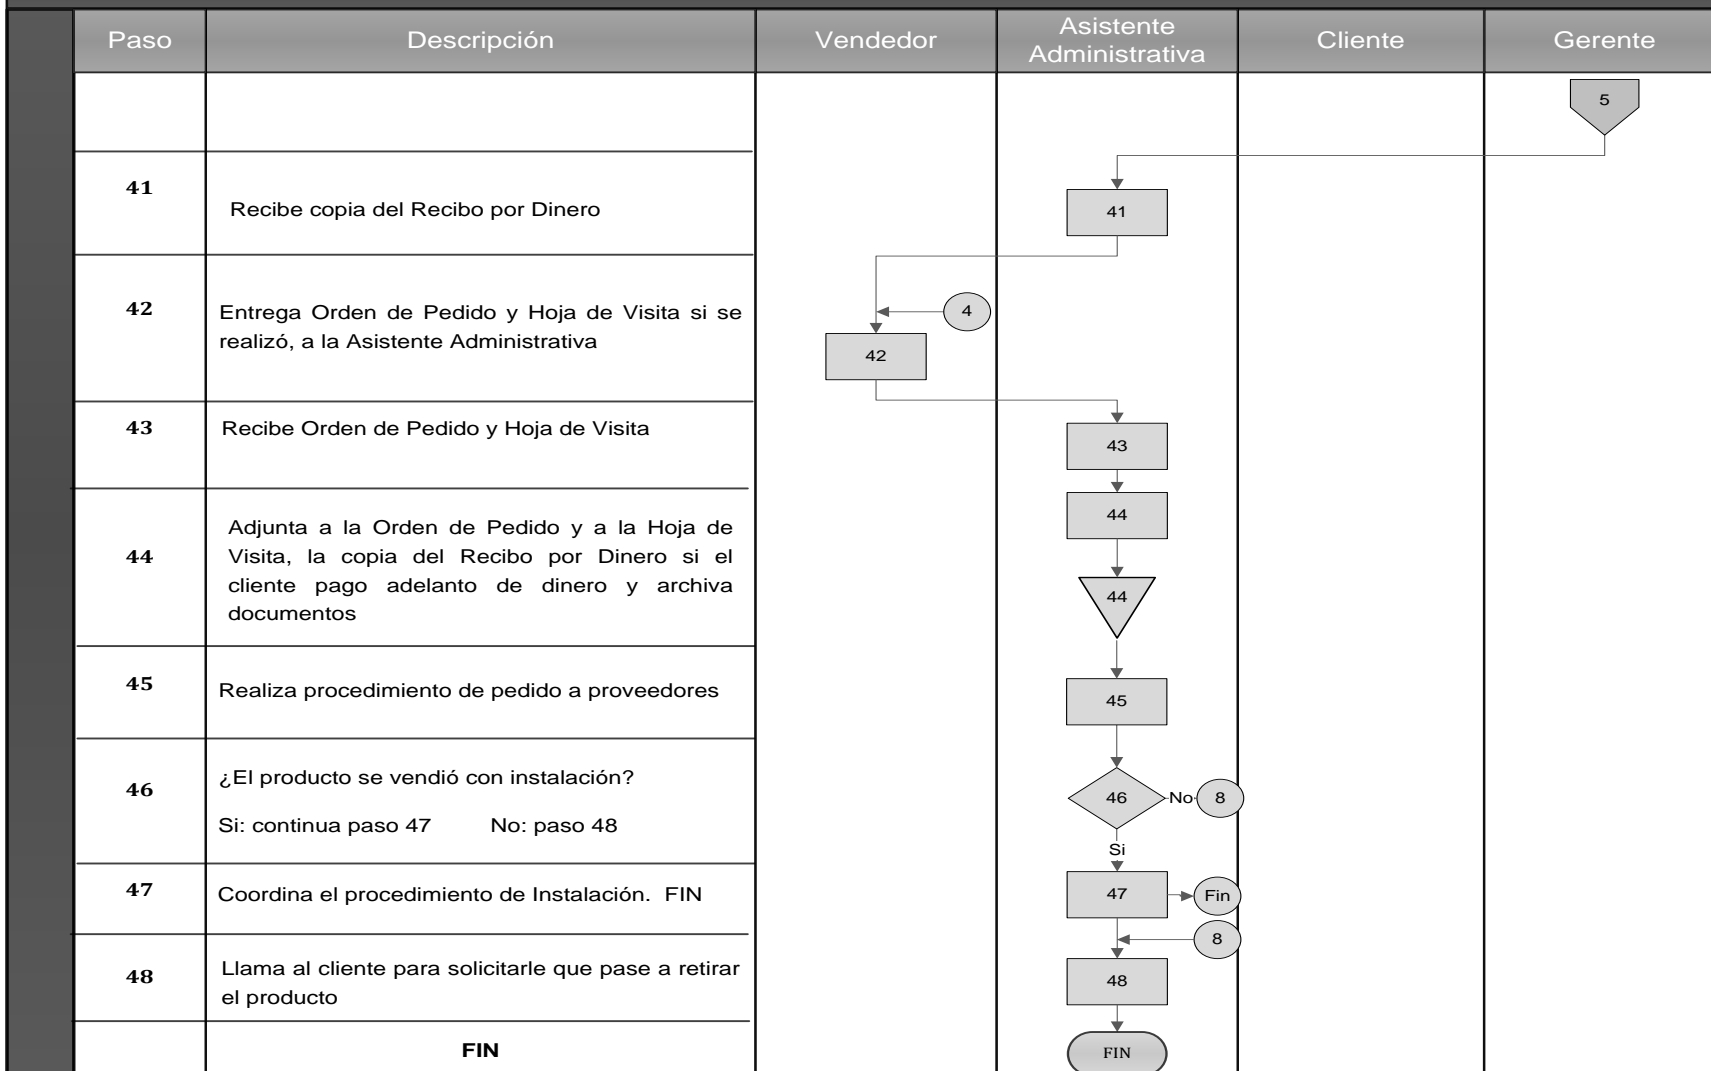 Paso
Descripción
Vendedor
Asistente
Administrativa
Cliente
Gerente
5
41
Recibe copia del Recibo por Dinero
41
42
Entrega Orden de Pedido y Hoja de Visita si se
realizó, a la Asistente Administrativa
4
42
43
Recibe Orden de Pedido y Hoja de Visita
43
44
44
Adjunta a la Orden de Pedido y a la Hoja de
Visita, la copia del Recibo por Dinero si el
cliente pago adelanto de dinero y archiva
documentos
44
45
Realiza procedimiento de pedido a proveedores
45
46
¿El producto se vendió con instalación?
Si: continua paso 47 No: paso 48
46
No
8
Si
47
Coordina el procedimiento de Instalación. FIN
47
Fin
8
48
Llama al cliente para solicitarle que pase a retirar
el producto
48
FIN
FIN